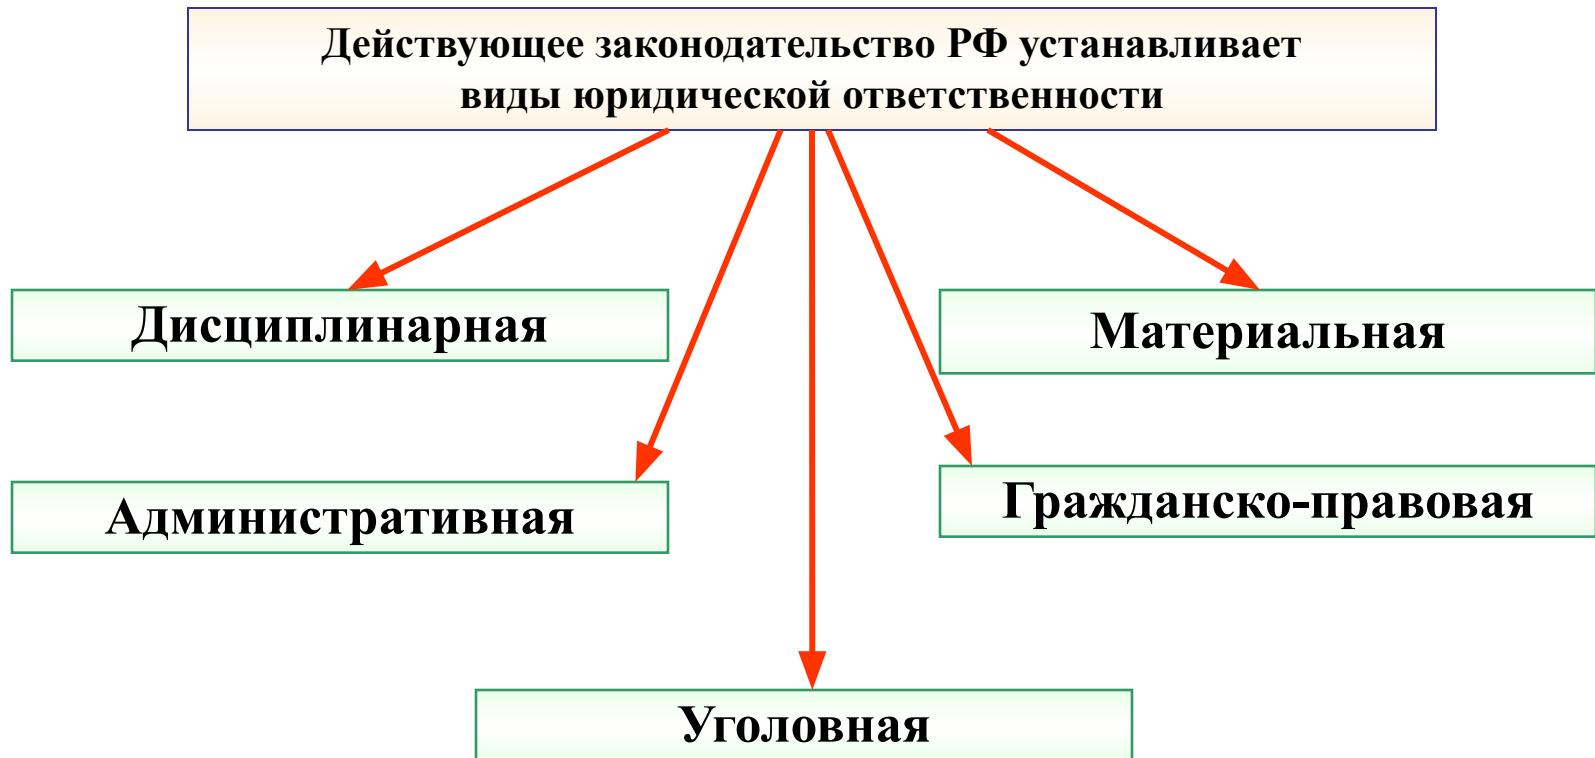 Действующее законодательство РФ устанавливает
виды юридической ответственности
Дисциплинарная
Материальная
Административная
Гражданско-правовая
Уголовная